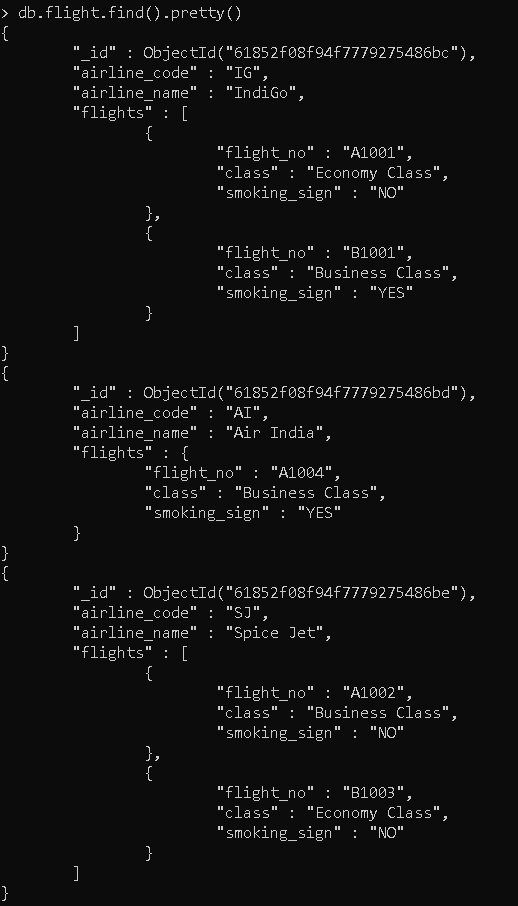 > db.flight.find().pretty()
{
        "_id" : ObjectId("61852f08f94f7779275486bc"),
        "airline_code" : "IG",
        "airline_name" : "IndiGo",
        "flights" : [
                {
                        "flight_no" : "A1001",
                        "class" : "Economy Class",
                        "smoking_sign" : "NO"
                },
                {
                        "flight_no" : "B1001",
                        "class" : "Business Class",
                        "smoking_sign" : "YES"
                }
        ]
}
{
        "_id" : ObjectId("61852f08f94f7779275486bd"),
        "airline_code" : "AI",
        "airline_name" : "Air India",
        "flights" : {
                "flight_no" : "A1004",
                "class" : "Business Class",
                "smoking_sign" : "YES"
        }
}
{
        "_id" : ObjectId("61852f08f94f7779275486be"),
        "airline_code" : "SJ",
        "airline_name" : "Spice Jet",
        "flights" : [
                {
                        "flight_no" : "A1002",
                        "class" : "Business Class",
                        "smoking_sign" : "NO"
                },
                {
                        "flight_no" : "B1003",
                        "class" : "Economy Class",
                        "smoking_sign" : "NO"
                }
        ]
}